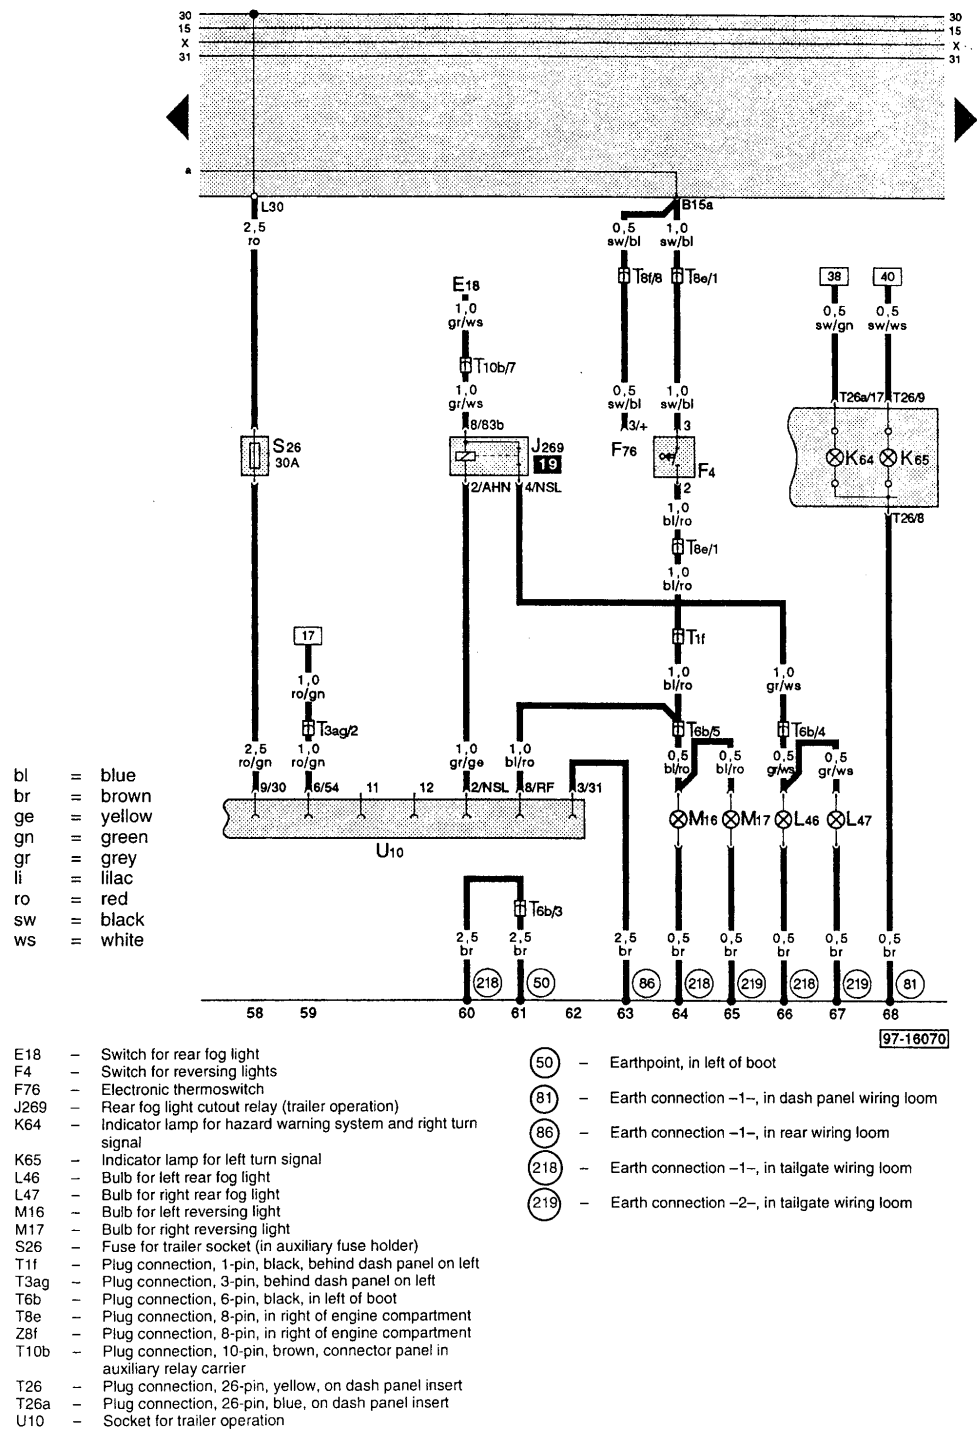 30 30
15 15
X X
31 31
a
L30 B15a
2,5 ro
0,5 sw/bl 1,0 sw/bl
T8f/8 T8e/1
38 40
E18
1,0 gr/ws
0,5 sw/gn 0,5 sw/ws
T10b/7
1,0 gr/ws
0,5 sw/bl 1,0 sw/bl
T26a/17 T26/9
8/83b 3/+ 3
S26 30A
J269 19
F76 F4
K64 K65
2/AHN 4/NSL 2
T26/8
1,0 bl/ro
T8e/1
1,0 bl/ro
17
T1f
1,0 ro/gn
1,0 bl/ro 1,0 gr/ws
T3ag/2 T6b/5 T6b/4
2,5 ro/gn 1,0 ro/gn 1,0 gr/ge 1,0 bl/ro 0,5 bl/ro 0,5 bl/ro 0,5 gr/ws 0,5 gr/ws
9/30 6/54 11 12 2/NSL 8/RF 3/31
U10
M16 M17 L46 L47
bl = blue
br = brown
ge = yellow
gn = green
gr = grey
li = lilac
ro = red
sw = black
ws = white
T6b/3
2,5 br 2,5 br 2,5 br 0,5 br 0,5 br 0,5 br 0,5 br 0,5 br
218 50 86 218 219 218 219 81
58 59 60 61 62 63 64 65 66 67 68
97-16070
E18 – Switch for rear fog light
F4 – Switch for reversing lights
F76 – Electronic thermoswitch
J269 – Rear fog light cutout relay (trailer operation)
K64 – Indicator lamp for hazard warning system and right turn
signal
K65 – Indicator lamp for left turn signal
L46 – Bulb for left rear fog light
L47 – Bulb for right rear fog light
M16 – Bulb for left reversing light
M17 – Bulb for right reversing light
S26 – Fuse for trailer socket (in auxiliary fuse holder)
T1f – Plug connection, 1-pin, black, behind dash panel on left
T3ag – Plug connection, 3-pin, behind dash panel on left
T6b – Plug connection, 6-pin, black, in left of boot
T8e – Plug connection, 8-pin, in right of engine compartment
Z8f – Plug connection, 8-pin, in right of engine compartment
T10b – Plug connection, 10-pin, brown, connector panel in
auxiliary relay carrier
T26 – Plug connection, 26-pin, yellow, on dash panel insert
T26a – Plug connection, 26-pin, blue, on dash panel insert
U10 – Socket for trailer operation
50 – Earthpoint, in left of boot
81 – Earth connection –1–, in dash panel wiring loom
86 – Earth connection –1–, in rear wiring loom
218 – Earth connection –1–, in tailgate wiring loom
219 – Earth connection –2–, in tailgate wiring loom